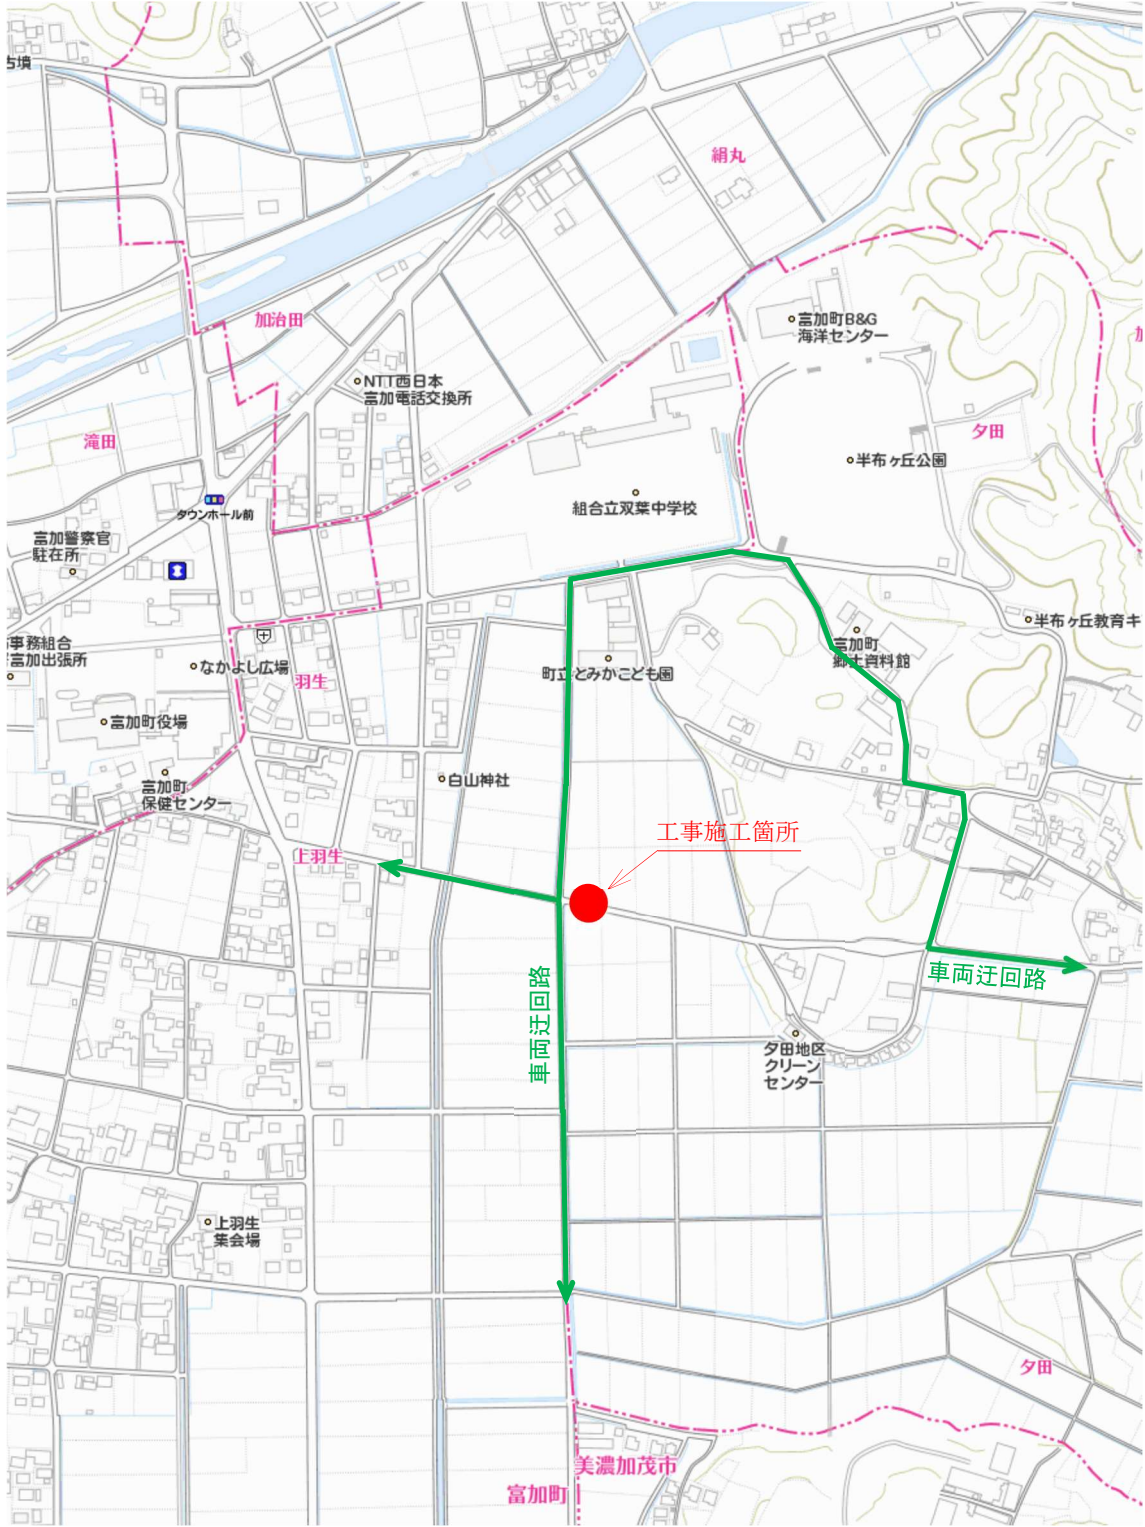 古墳
絹丸
加治田
富加町B&G
海洋センター
NTT西日本
富加電話交換所
滝田
夕田
半布ヶ丘公園
組合立双葉中学校
タウンホール前
富加警察官
駐在所
半布ヶ丘教育キ
事務組合
富加出張所
なかよし広場
羽生
富加町
郷土資料館
町立とみかこども園
富加町役場
白山神社
富加町
保健センター
工事施工箇所
上羽生
車両迂回路
車両迂回路
夕田地区
クリーン
センター
上羽生
集会場
夕田
美濃加茂市
富加町